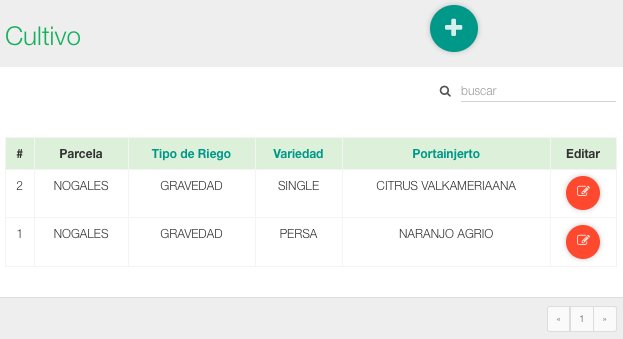 Cultivo
buscar
# Parcela Tipo de Riego Variedad Portainjerto Editar
2 NOGALES GRAVEDAD SINGLE CITRUS VALKAMERIAANA
1 NOGALES GRAVEDAD PERSA NARANJO AGRIO
« 1 »